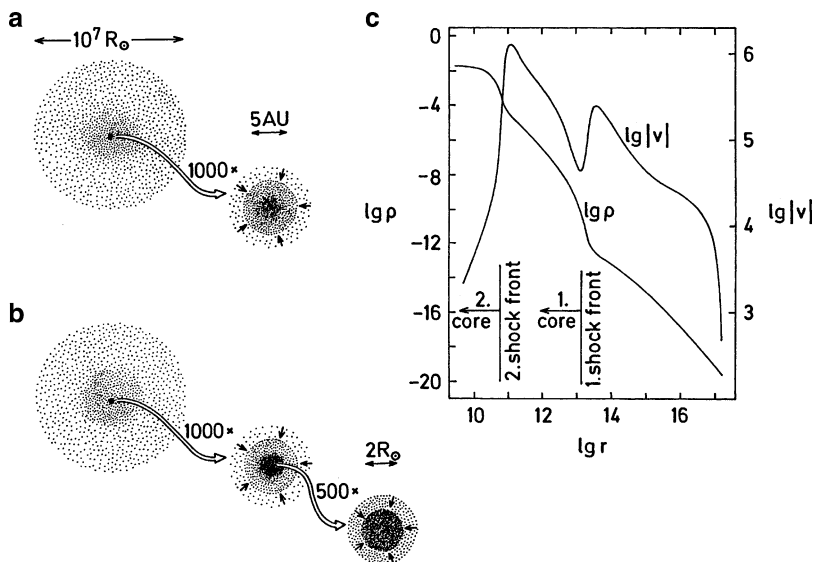 a
10⁷ R☉
5AU
1000×
b
1000×
2R☉
500×
c
0
-4
-8
lg ρ
-12
-16
-20
6
5
lg|v|
4
3
lg|v|
lg ρ
2.
core
2.shock front
1.
core
1.shock front
10 12 14 16
lg r